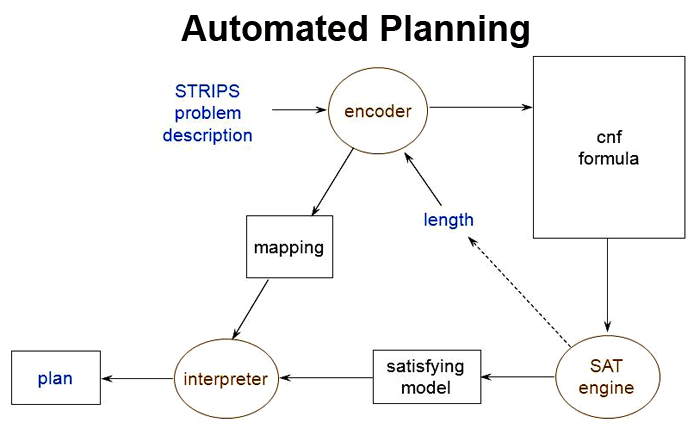 Automated Planning
STRIPS
problem
description
encoder
cnf
formula
length
mapping
plan
interpreter
satisfying
model
SAT
engine